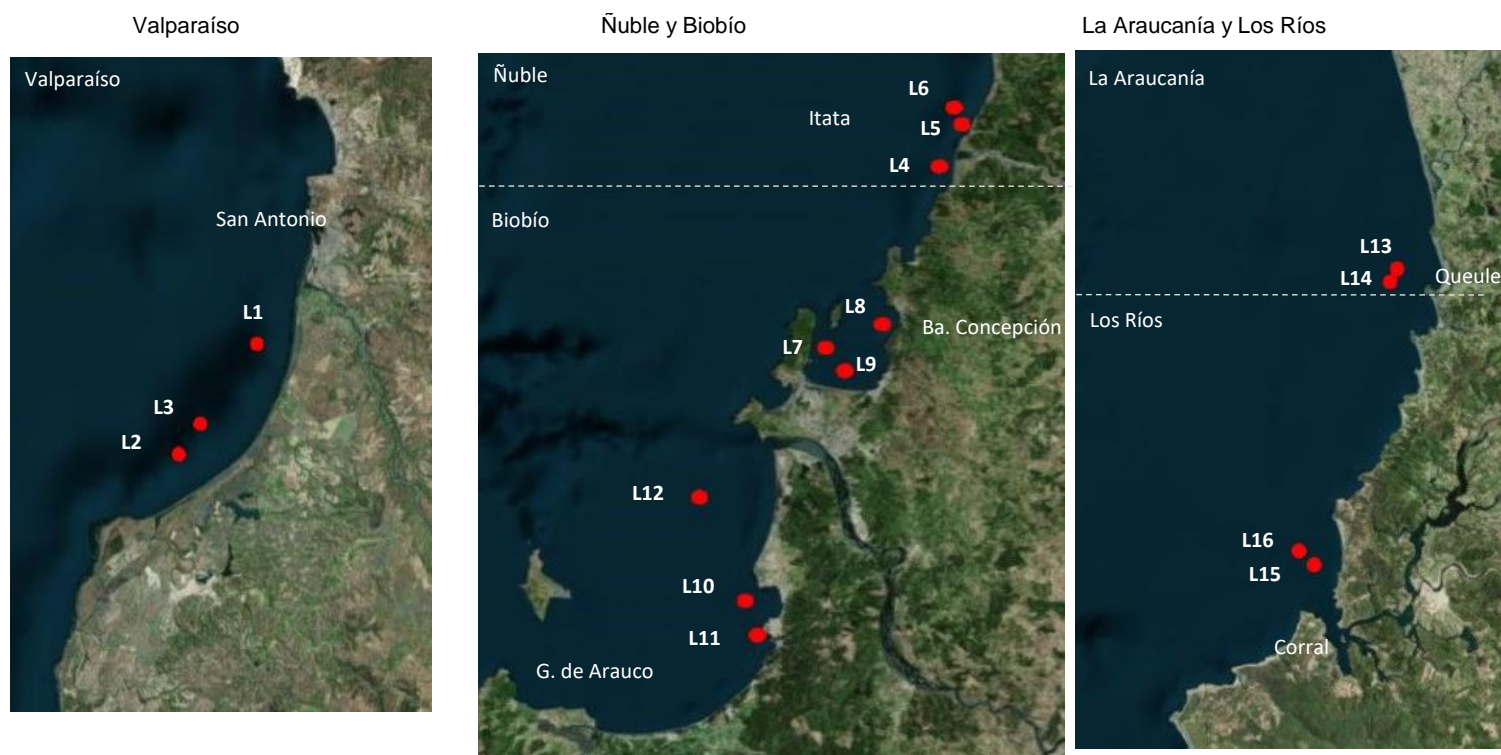 Valparaíso
Ñuble y Biobío
La Araucanía y Los Ríos
Valparaíso
San Antonio
L1
L3
L2
Ñuble
L6
Itata
L5
L4
Biobío
L8
Ba. Concepción
L7
L9
L12
L10
L11
G. de Arauco
La Araucanía
L13
L14
Queule
Los Ríos
L16
L15
Corral